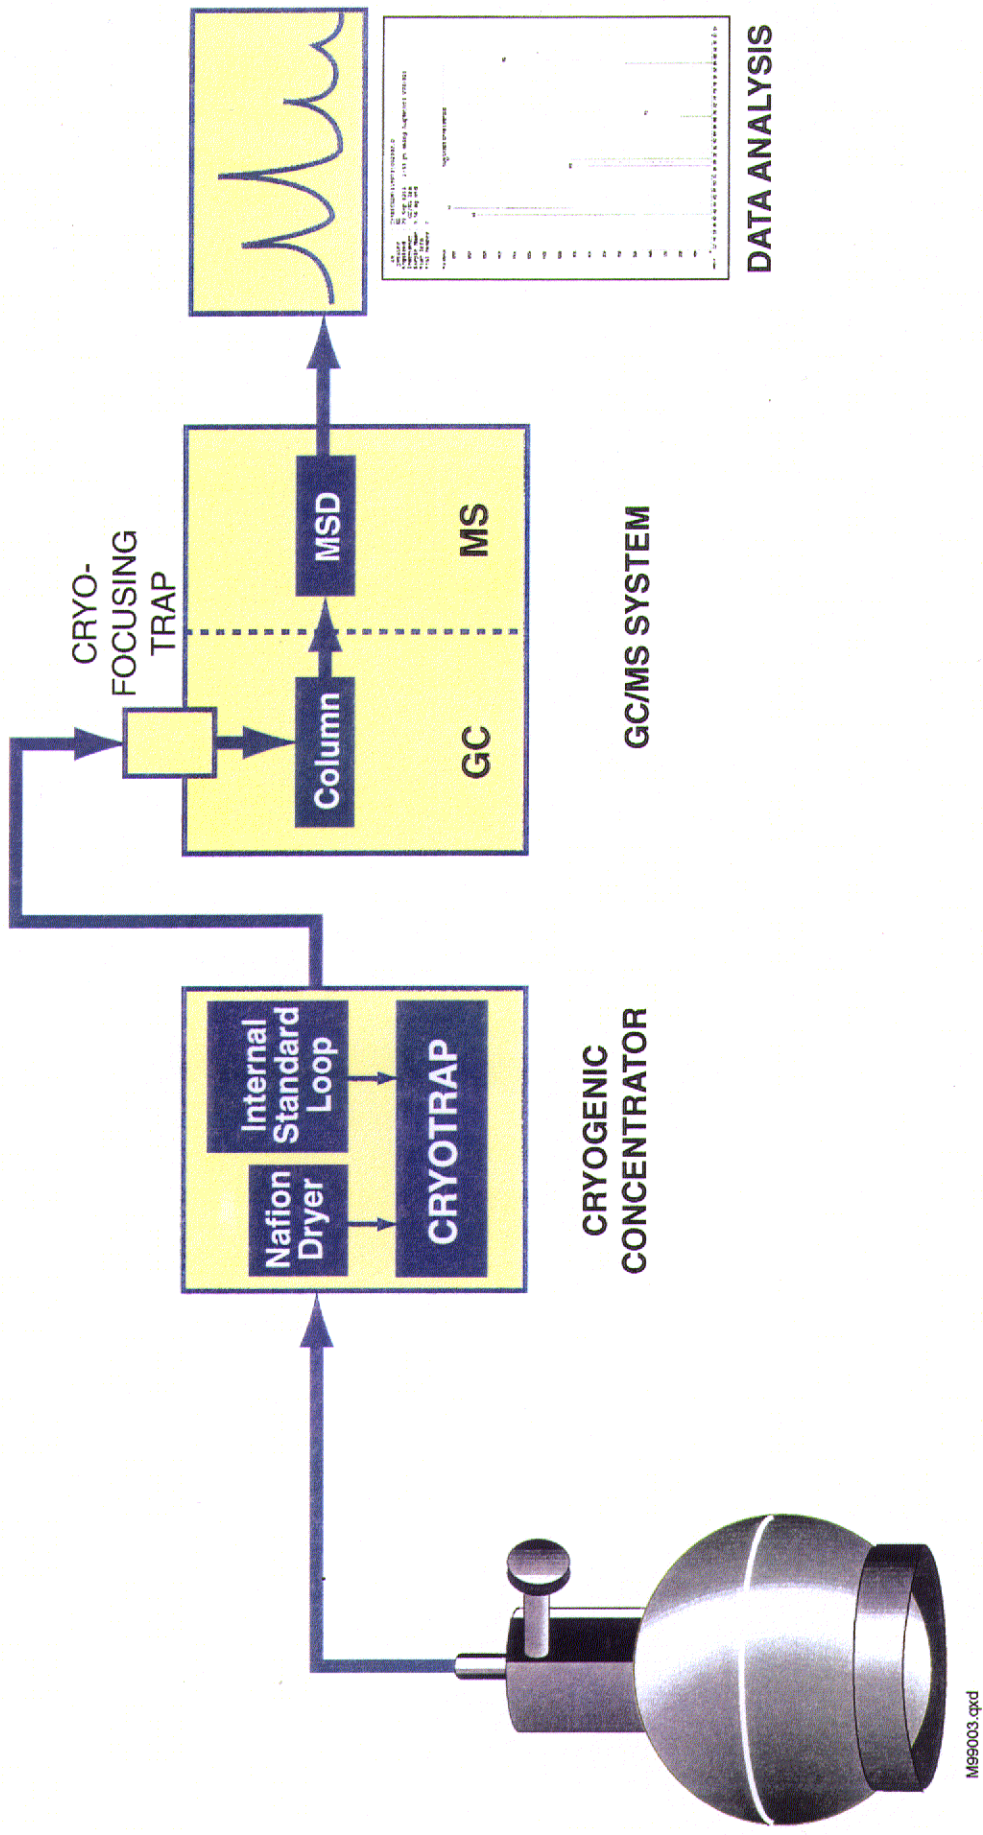 Nafion
Dryer
Internal
Standard
Loop
CRYOTRAP
CRYOGENIC
CONCENTRATOR
CRYO-
FOCUSING
TRAP
Column
MSD
GC
MS
GC/MS SYSTEM
DATA ANALYSIS
M99003.qxd